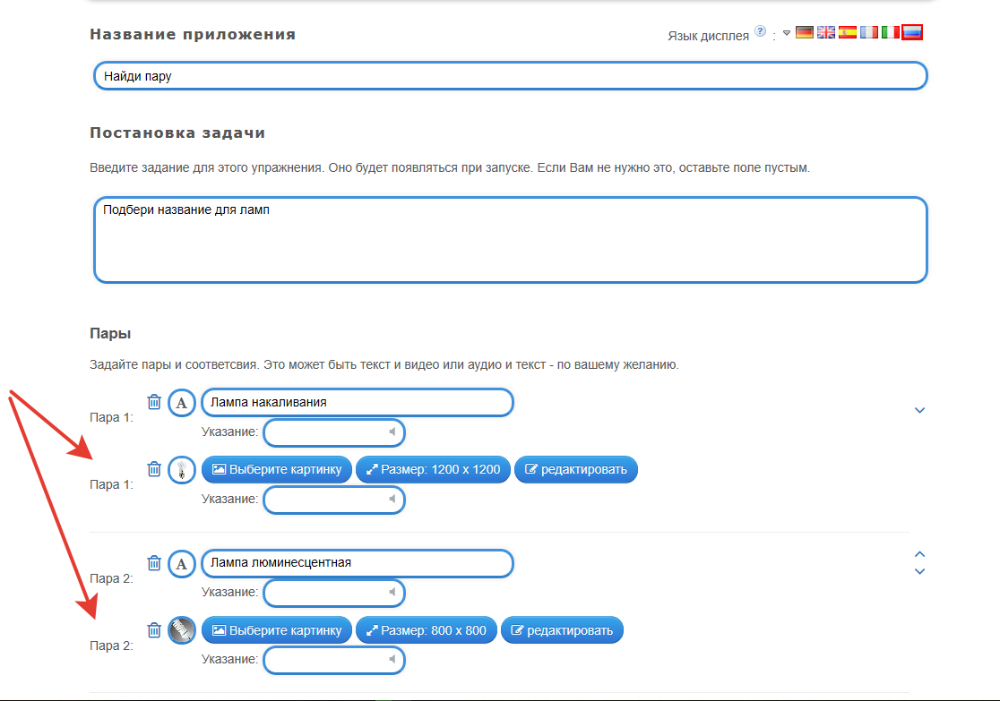 Название приложения
Язык дисплея ? :
Найди пару
Постановка задачи
Введите задание для этого упражнения. Оно будет появляться при запуске. Если Вам не нужно это, оставьте поле пустым.
Подбери название для ламп
Пары
Задайте пары и соответсвия. Это может быть текст и видео или аудио и текст - по вашему желанию.
Пара 1: A Лампа накаливания
Указание:
Пара 1: Выберите картинку Размер: 1200 x 1200 редактировать
Указание:
Пара 2: A Лампа люминесцентная
Указание:
Пара 2: Выберите картинку Размер: 800 x 800 редактировать
Указание: